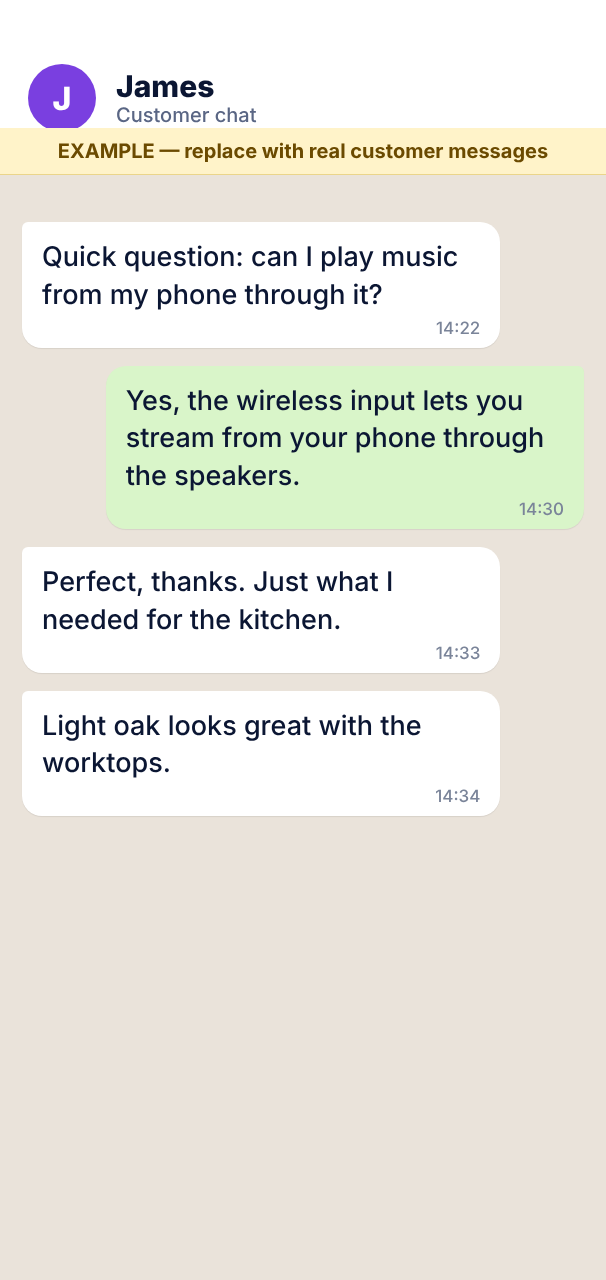 J
James
Customer chat
EXAMPLE — replace with real customer messages
Quick question: can I play music
from my phone through it?
14:22
Yes, the wireless input lets you
stream from your phone through
the speakers.
14:30
Perfect, thanks. Just what I
needed for the kitchen.
14:33
Light oak looks great with the
worktops.
14:34